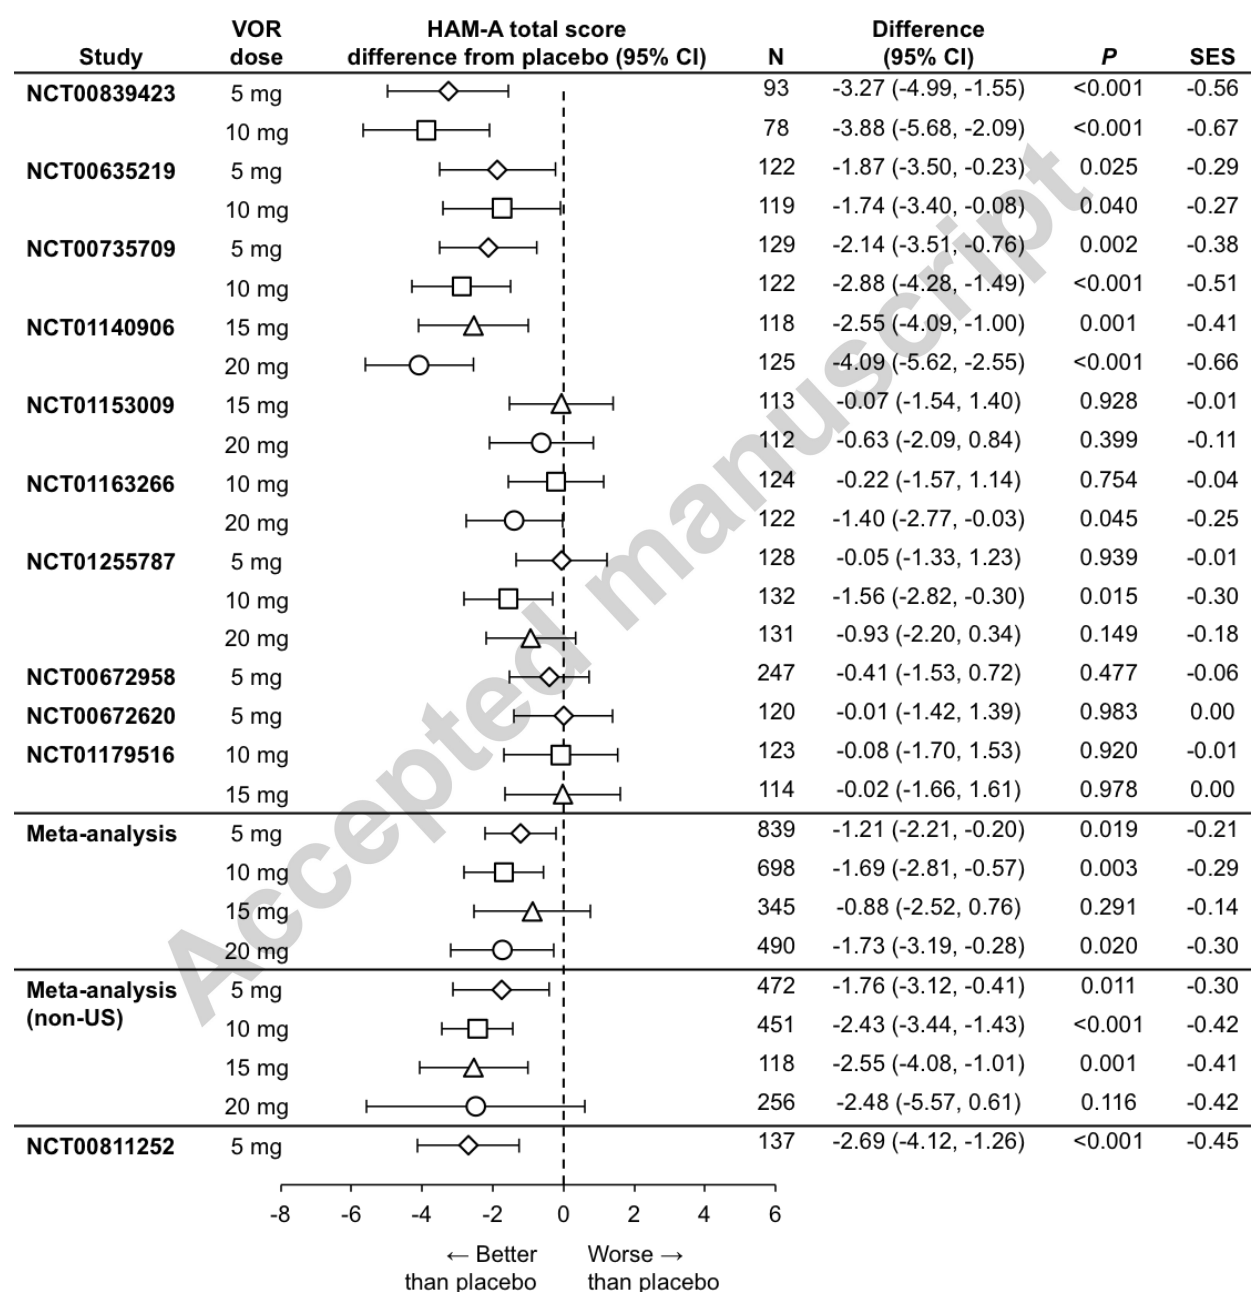 VOR HAM-A total score Difference
Study dose difference from placebo (95% CI) N (95% CI) P SES
NCT00839423 5 mg 93 -3.27 (-4.99, -1.55) <0.001 -0.56
10 mg 78 -3.88 (-5.68, -2.09) <0.001 -0.67
NCT00635219 5 mg 122 -1.87 (-3.50, -0.23) 0.025 -0.29
10 mg 119 -1.74 (-3.40, -0.08) 0.040 -0.27
NCT00735709 5 mg 129 -2.14 (-3.51, -0.76) 0.002 -0.38
10 mg 122 -2.88 (-4.28, -1.49) <0.001 -0.51
NCT01140906 15 mg 118 -2.55 (-4.09, -1.00) 0.001 -0.41
20 mg 125 -4.09 (-5.62, -2.55) <0.001 -0.66
NCT01153009 15 mg 113 -0.07 (-1.54, 1.40) 0.928 -0.01
20 mg 112 -0.63 (-2.09, 0.84) 0.399 -0.11
NCT01163266 10 mg 124 -0.22 (-1.57, 1.14) 0.754 -0.04
20 mg 122 -1.40 (-2.77, -0.03) 0.045 -0.25
NCT01255787 5 mg 128 -0.05 (-1.33, 1.23) 0.939 -0.01
10 mg 132 -1.56 (-2.82, -0.30) 0.015 -0.30
20 mg 131 -0.93 (-2.20, 0.34) 0.149 -0.18
NCT00672958 5 mg 247 -0.41 (-1.53, 0.72) 0.477 -0.06
NCT00672620 5 mg 120 -0.01 (-1.42, 1.39) 0.983 0.00
NCT01179516 10 mg 123 -0.08 (-1.70, 1.53) 0.920 -0.01
15 mg 114 -0.02 (-1.66, 1.61) 0.978 0.00
Meta-analysis 5 mg 839 -1.21 (-2.21, -0.20) 0.019 -0.21
10 mg 698 -1.69 (-2.81, -0.57) 0.003 -0.29
15 mg 345 -0.88 (-2.52, 0.76) 0.291 -0.14
20 mg 490 -1.73 (-3.19, -0.28) 0.020 -0.30
Meta-analysis 5 mg 472 -1.76 (-3.12, -0.41) 0.011 -0.30
(non-US) 10 mg 451 -2.43 (-3.44, -1.43) <0.001 -0.42
15 mg 118 -2.55 (-4.08, -1.01) 0.001 -0.41
20 mg 256 -2.48 (-5.57, 0.61) 0.116 -0.42
NCT00811252 5 mg 137 -2.69 (-4.12, -1.26) <0.001 -0.45
-8 -6 -4 -2 0 2 4 6
← Better Worse →
than placebo than placebo
Accepted manuscript